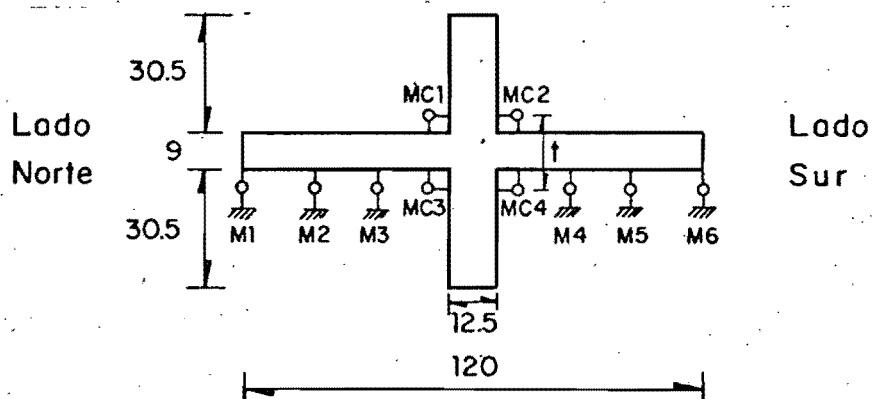 30.5
MC1
MC2
Lado
Norte
9
t
Lado
Sur
30.5
MC3
MC4
M1
M2
M3
M4
M5
M6
12.5
120